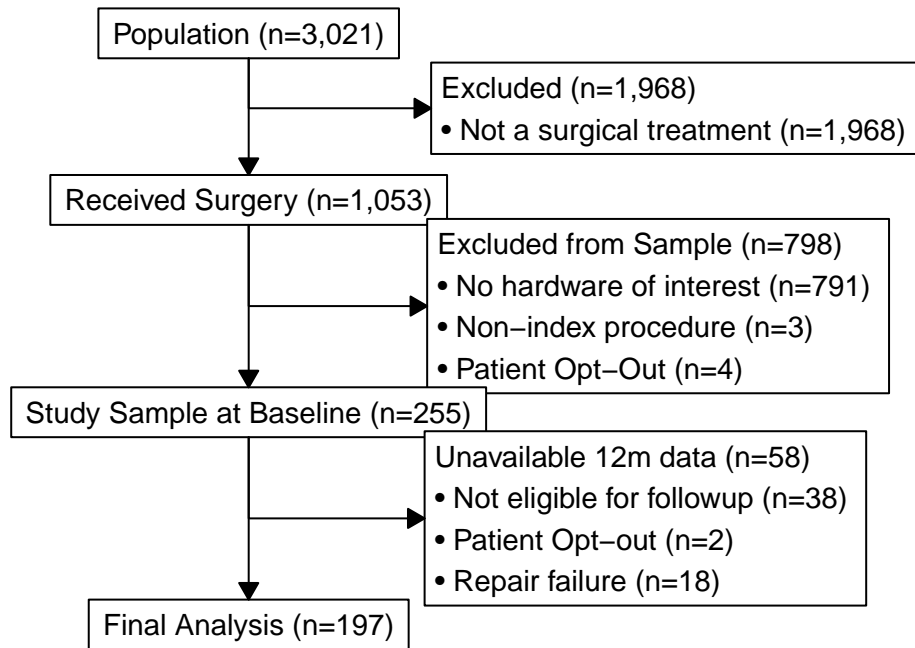 Population (n=3,021)
Excluded (n=1,968)
• Not a surgical treatment (n=1,968)
Received Surgery (n=1,053)
Excluded from Sample (n=798)
• No hardware of interest (n=791)
• Non−index procedure (n=3)
• Patient Opt−Out (n=4)
Study Sample at Baseline (n=255)
Unavailable 12m data (n=58)
• Not eligible for followup (n=38)
• Patient Opt−out (n=2)
• Repair failure (n=18)
Final Analysis (n=197)